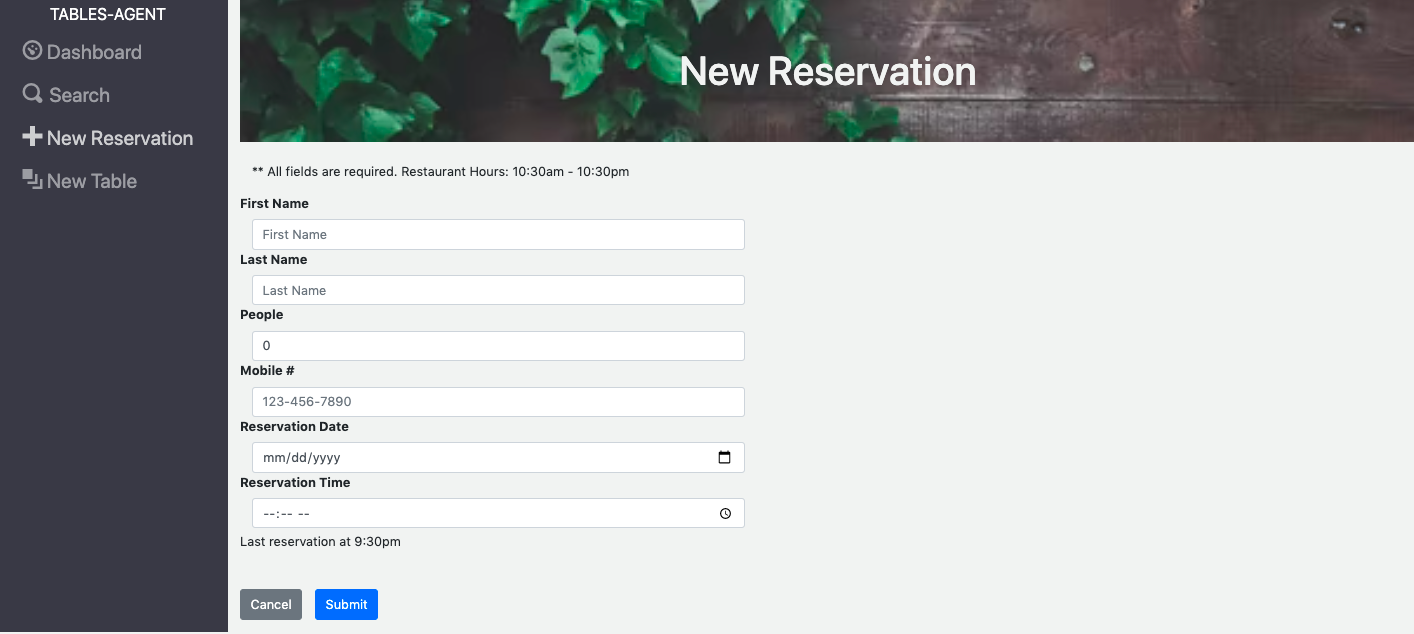 TABLES-AGENT
Dashboard
Search
New Reservation
New Table
New Reservation
** All fields are required. Restaurant Hours: 10:30am - 10:30pm
First Name
First Name
Last Name
Last Name
People
0
Mobile #
123-456-7890
Reservation Date
mm/dd/yyyy
Reservation Time
--:-- --
Last reservation at 9:30pm
Cancel Submit